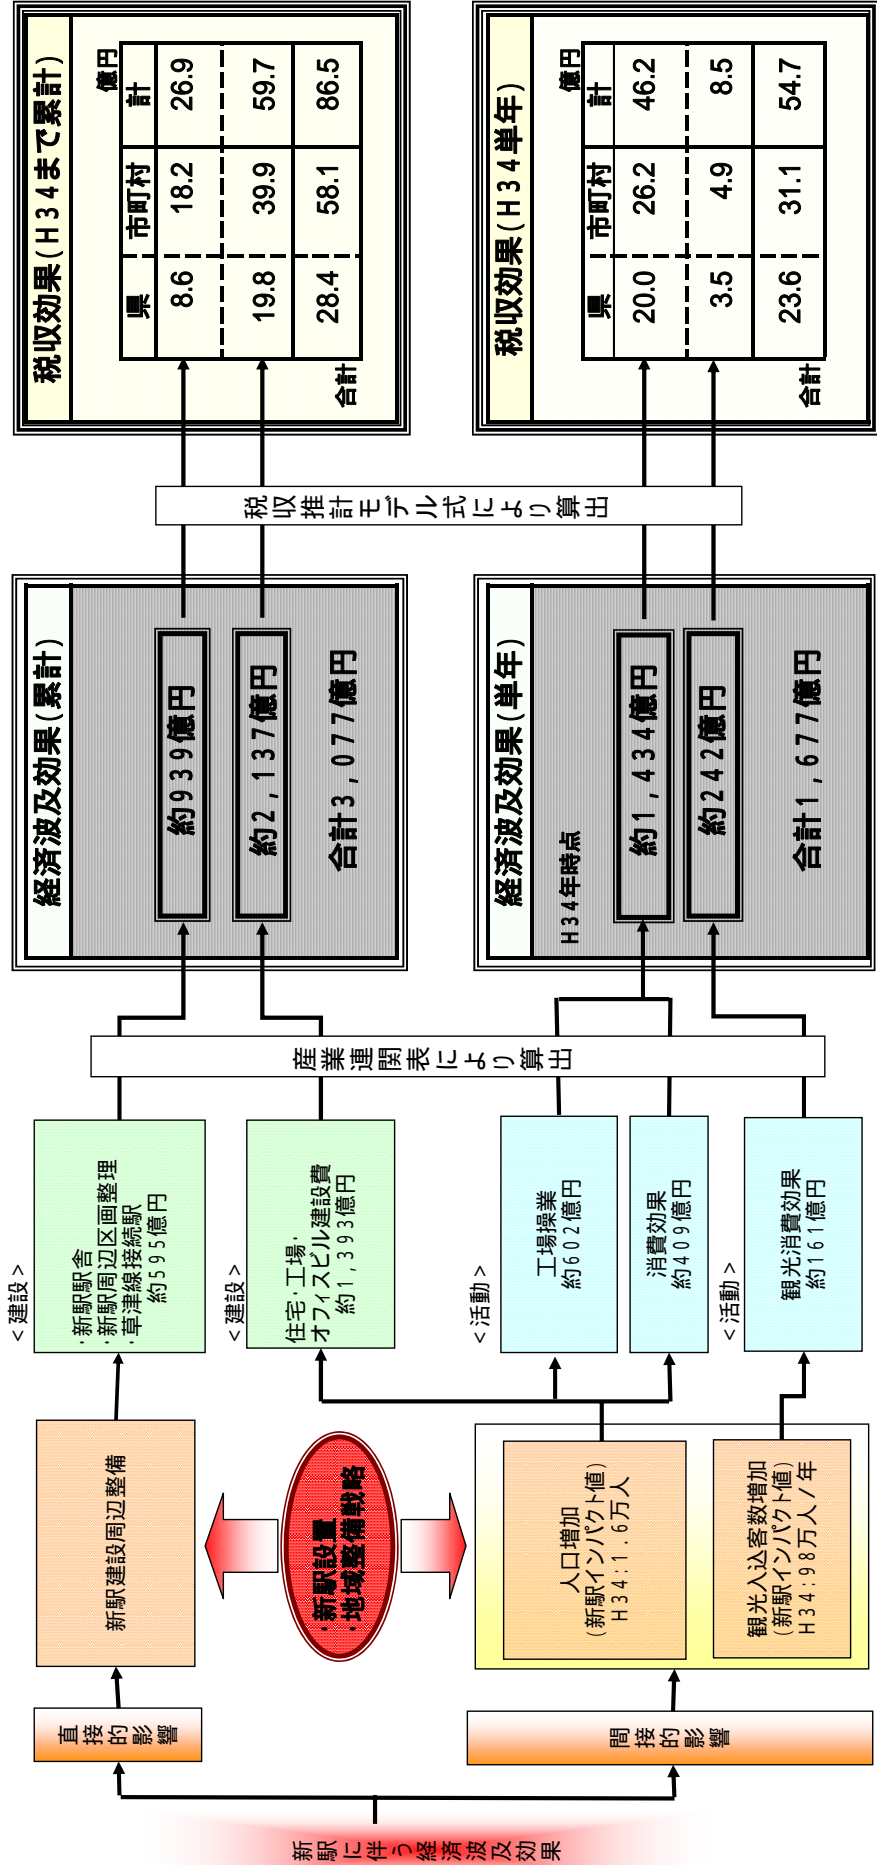 新駅に伴う経済波及効果
直接的影響
間接的影響
新駅建設周辺整備
・新駅設置
・地域整備戦略
人口増加
(新駅インパクト値)
H34:1.6万人
観光入込客数増加
(新駅インパクト値)
H34:98万人/年
<建設>
・新駅駅舎
・新駅周辺区画整理
・草津線接続駅
約595億円
<建設>
住宅・工場・
オフィスビル建設費
約1,393億円
<活動>
工場操業
約602億円
消費効果
約409億円
<活動>
観光消費効果
約161億円
産業連関表により算出
経済波及効果(累計)
約939億円
約2,137億円
合計3,077億円
経済波及効果(単年)
H34年時点
約1,434億円
約242億円
合計1,677億円
税収推計モデル式により算出
税収効果(H34まで累計)
億円
県 市町村 計
8.6 18.2 26.9
19.8 39.9 59.7
合計 28.4 58.1 86.5
税収効果(H34単年)
億円
県 市町村 計
20.0 26.2 46.2
3.5 4.9 8.5
合計 23.6 31.1 54.7